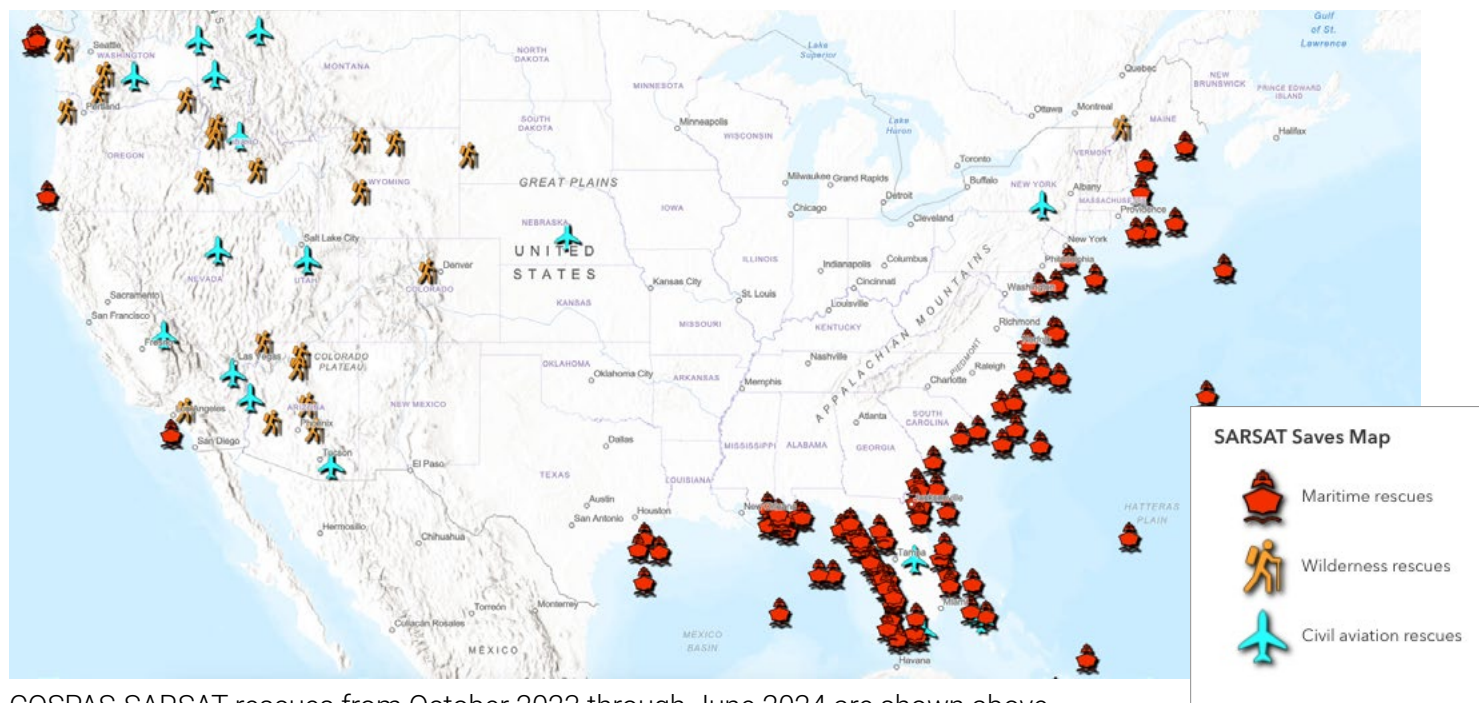 Gulf
of St.
Lawrence
Seattle
WASHINGTON
MONTANA
NORTH
DAKOTA
MINNESOTA
Lake
Superior
Quebec
NEW
BRUNSWICK
PRINCE EDWARD
ISLAND
Portland
OREGON
SOUTH
DAKOTA
Minneapolis
WISCONSIN
Lake
Huron
Ottawa
Montreal
MAINE
Halifax
VERMONT
Toronto
WYOMING
GREAT PLAINS
Milwaukee
Grand Rapids
Detroit
Buffalo
NEW YORK
Albany
Providence
Chicago
Cleveland
IOWA
NEBRASKA
UNITED
STATES
Salt Lake City
NEVADA
UTAH
Denver
COLORADO
New York
Philadelphia
ILLINOIS
Indianapolis
Columbus
Cincinnati
Washington
Sacramento
San Francisco
Kansas City
St. Louis
Louisville
KANSAS
MISSOURI
KENTUCKY
APPALACHIAN MOUNTAINS
Richmond
Las Vegas
COLORADO
PLATEAU
OKLAHOMA
Oklahoma City
ARKANSAS
Nashville
Memphis
PIEDMONT
Raleigh
Charlotte
Los Angeles
San Diego
ARIZONA
Phoenix
NEW MEXICO
Tucson
El Paso
Dallas
TEXAS
MISSISSIPPI
ALABAMA
Atlanta
GEORGIA
SOUTH
CAROLINA
LOUISIANA
Jacksonville
Austin
San Antonio
Houston
Hermosillo
Chihuahua
Tampa
HATTERAS
PLAIN
Torreón
Monterrey
Culiacán Rosales
MÉXICO
MEXICO
BASIN
Miami
Havana
SARSAT Saves Map
Maritime rescues
Wilderness rescues
Civil aviation rescues